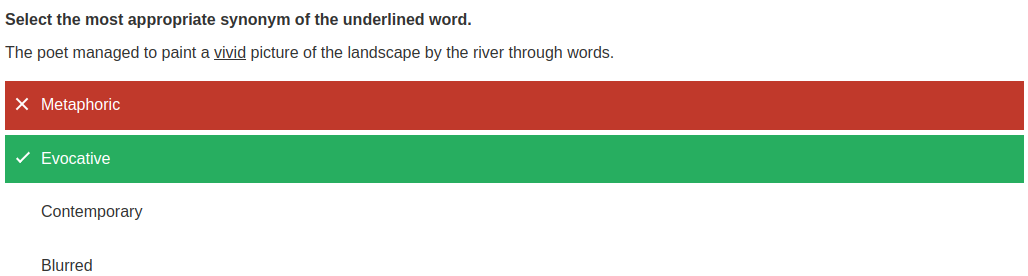 Select the most appropriate synonym of the underlined word.
The poet managed to paint a vivid picture of the landscape by the river through words.
Metaphoric
Evocative
Contemporary
Blurred